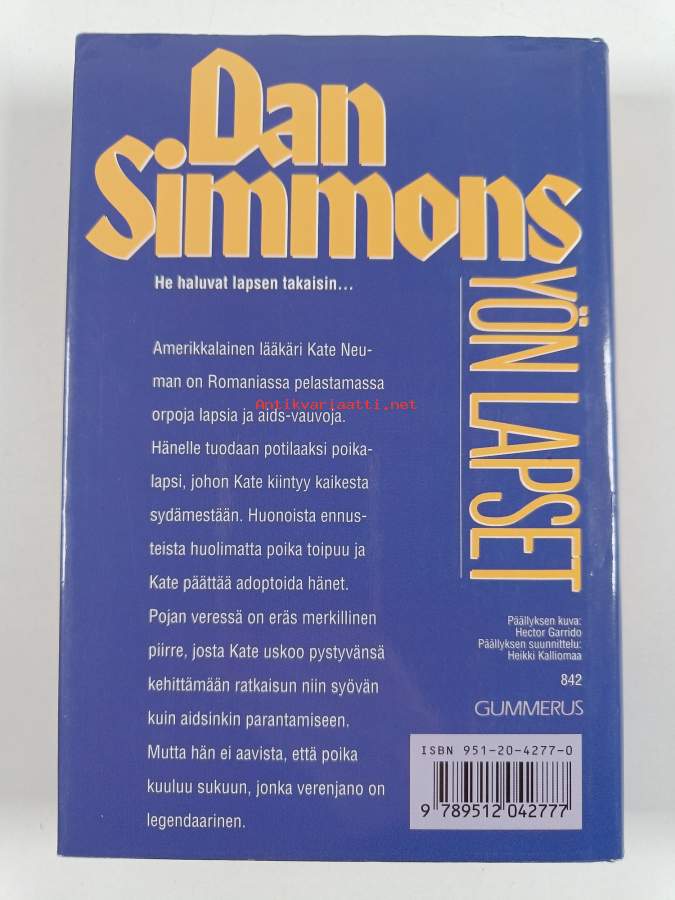 Dan
Simmons
He haluvat lapsen takaisin...
YÖN LAPSET
Amerikkalainen lääkäri Kate Neu-
man on Romaniassa pelastamassa
orpoja lapsia ja aids-vauvoja.
Hänelle tuodaan potilaaksi poika-
lapsi, johon Kate kiintyy kaikesta
sydämestään. Huonoista ennus-
teista huolimatta poika toipuu ja
Kate päättää adoptoida hänet.
Pojan veressä on eräs merkillinen
piirre, josta Kate uskoo pystyvänsä
kehittämään ratkaisun niin syövän
kuin aidsinkin parantamiseen.
Mutta hän ei aavista, että poika
kuuluu sukuun, jonka verenjano on
legendaarinen.
Antikvariaatti.net
Päällyksen kuva:
Hector Garrido
Päällyksen suunnittelu:
Heikki Kalliomaa
842
GUMMERUS
ISBN 951-20-4277-0
9 789512 042777